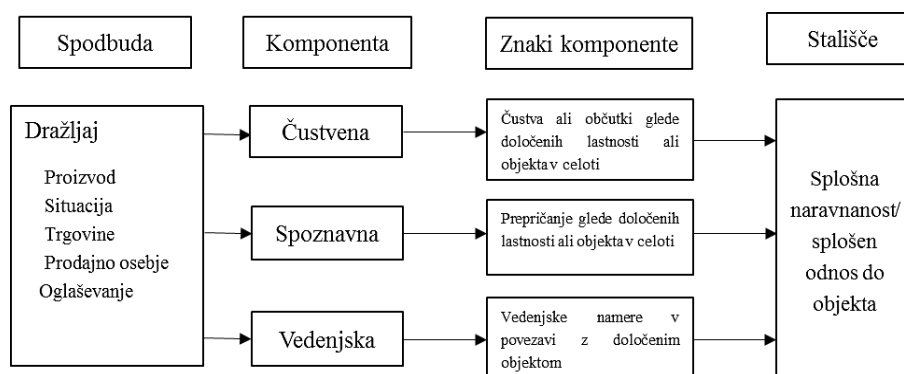 Spodbuda
Komponenta
Znaki komponente
Stališče
Dražljaj
Proizvod
Situacija
Trgovine
Prodajno osebje
Oglaševanje
Čustvena
Čustva ali občutki glede
določenih lastnosti ali
objekta v celoti
Spoznavna
Prepričanje glede določenih
lastnosti ali objekta v celoti
Vedenjska
Vedenjske namere v
povezavi z določenim
objektom
Splošna
naravnanost/
splošen
odnos do
objekta